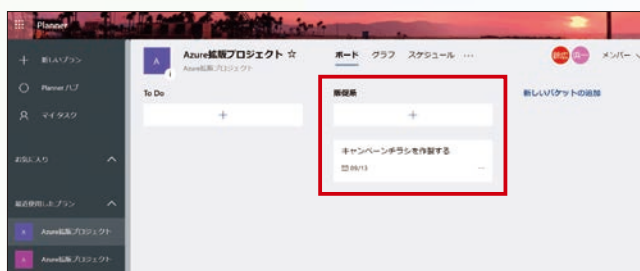 Planner
新しいプラン
Planner ハブ
マイ タスク
お気に入り
最近使用したプラン
A Azure拡販プロジェクト
A Azure拡販プロジェクト
A Azure拡販プロジェクト ☆
Azure拡販プロジェクト
ボード グラフ スケジュール ...
メンバー
To Do
販促系
新しいバケットの追加
キャンペーンチラシを作製する
09/13